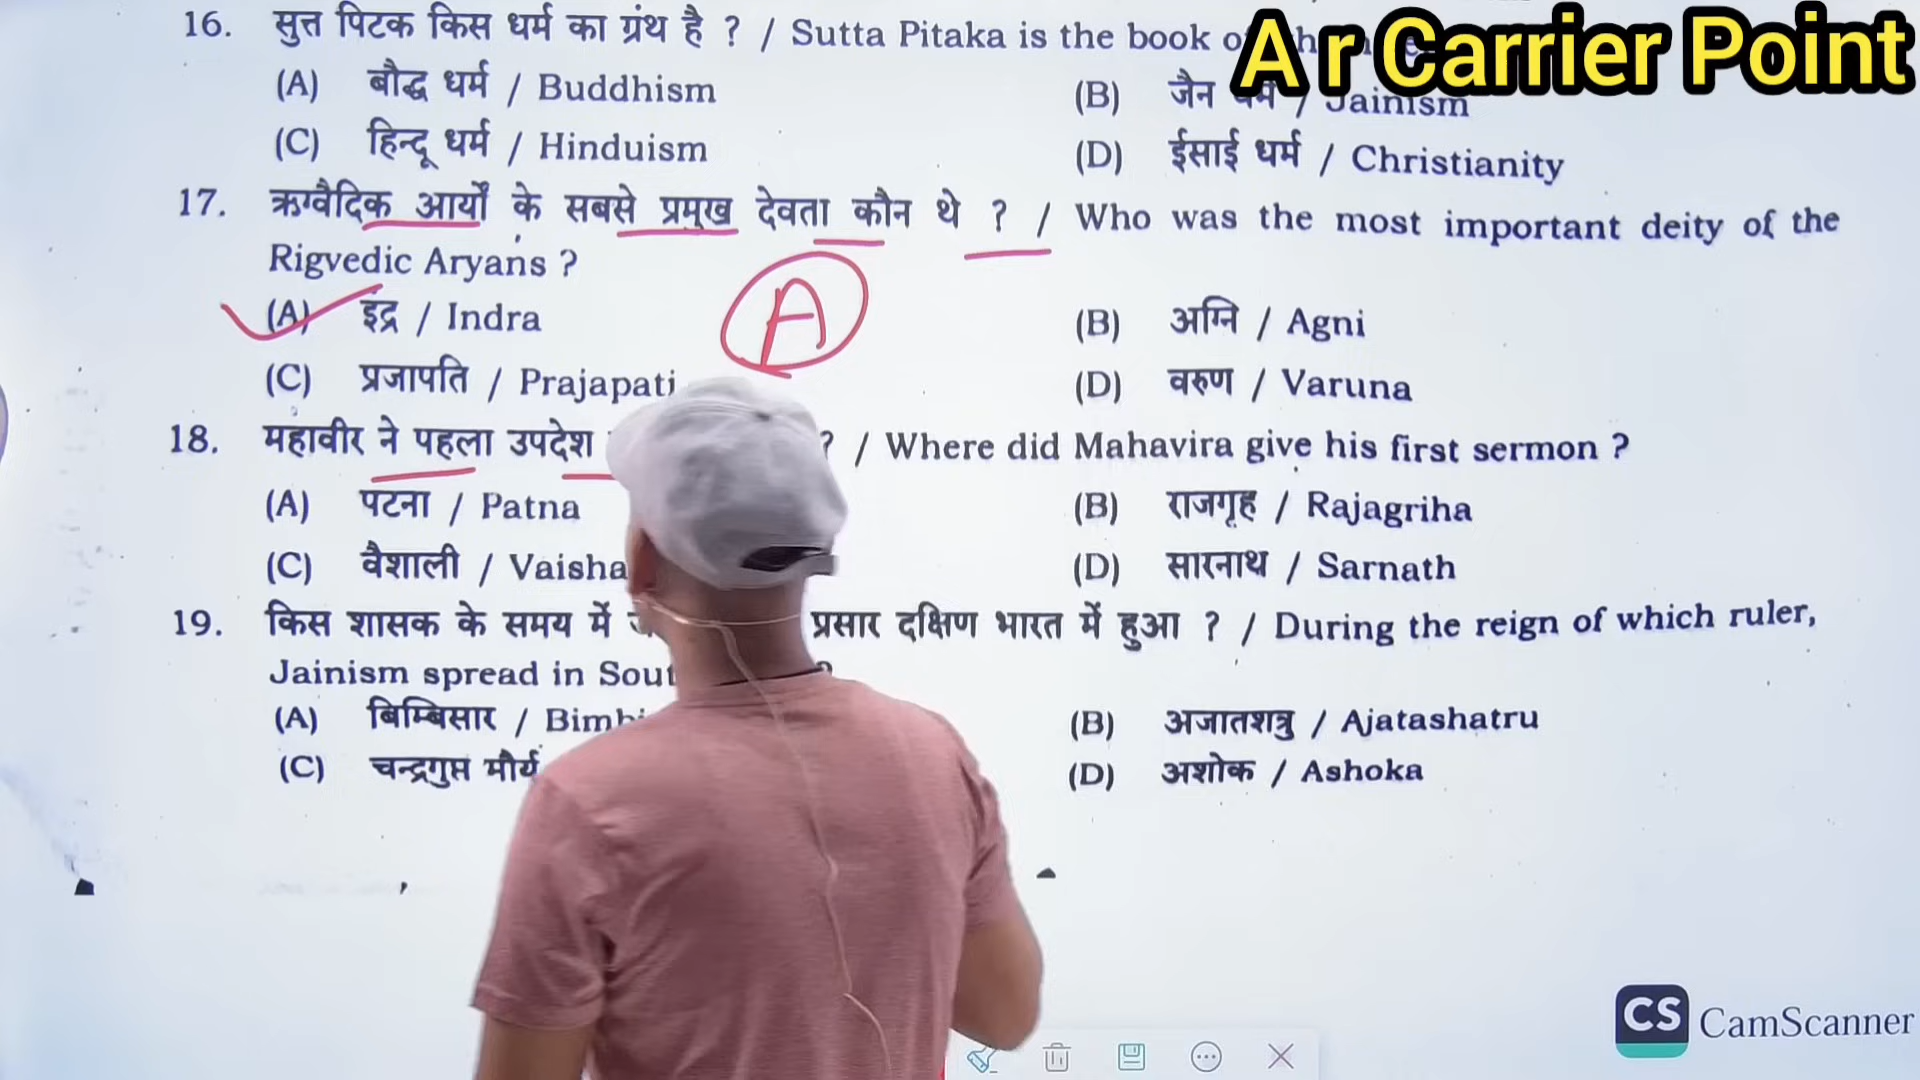 16. सुत्त पिटक किस धर्म का ग्रंथ है ? / Sutta Pitaka is the book
A r Carrier Point
(A) बौद्ध धर्म / Buddhism (B) जैन धर्म / Jainism
(C) हिन्दू धर्म / Hinduism (D) ईसाई धर्म / Christianity
17. ऋग्वैदिक आर्यों के सबसे प्रमुख देवता कौन थे ? / Who was the most important deity of the
Rigvedic Aryans ?
A
(A) इंद्र / Indra (B) अग्नि / Agni
(C) प्रजापति / Prajapati (D) वरुण / Varuna
18. महावीर ने पहला उपदेश ? / Where did Mahavira give his first sermon ?
(A) पटना / Patna (B) राजगृह / Rajagriha
(C) वैशाली / Vaisha (D) सारनाथ / Sarnath
19. किस शासक के समय में प्रसार दक्षिण भारत में हुआ ? / During the reign of which ruler,
Jainism spread in Sout ?
(A) बिम्बिसार / Bimbi (B) अजातशत्रु / Ajatashatru
(C) चन्द्रगुप्त मौर्य (D) अशोक / Ashoka
CS CamScanner